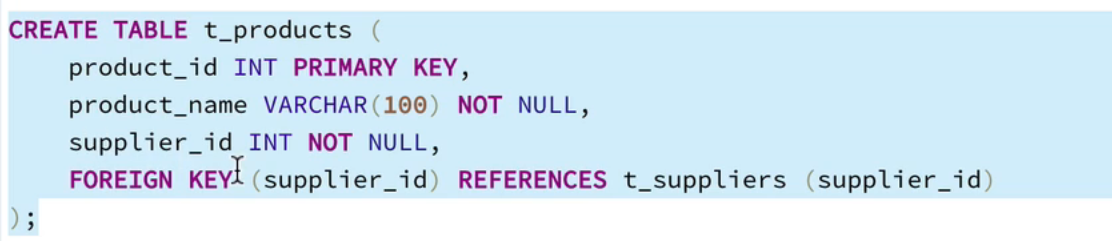 CREATE TABLE t_products (
    product_id INT PRIMARY KEY,
    product_name VARCHAR(100) NOT NULL,
    supplier_id INT NOT NULL,
    FOREIGN KEY (supplier_id) REFERENCES t_suppliers (supplier_id)
);